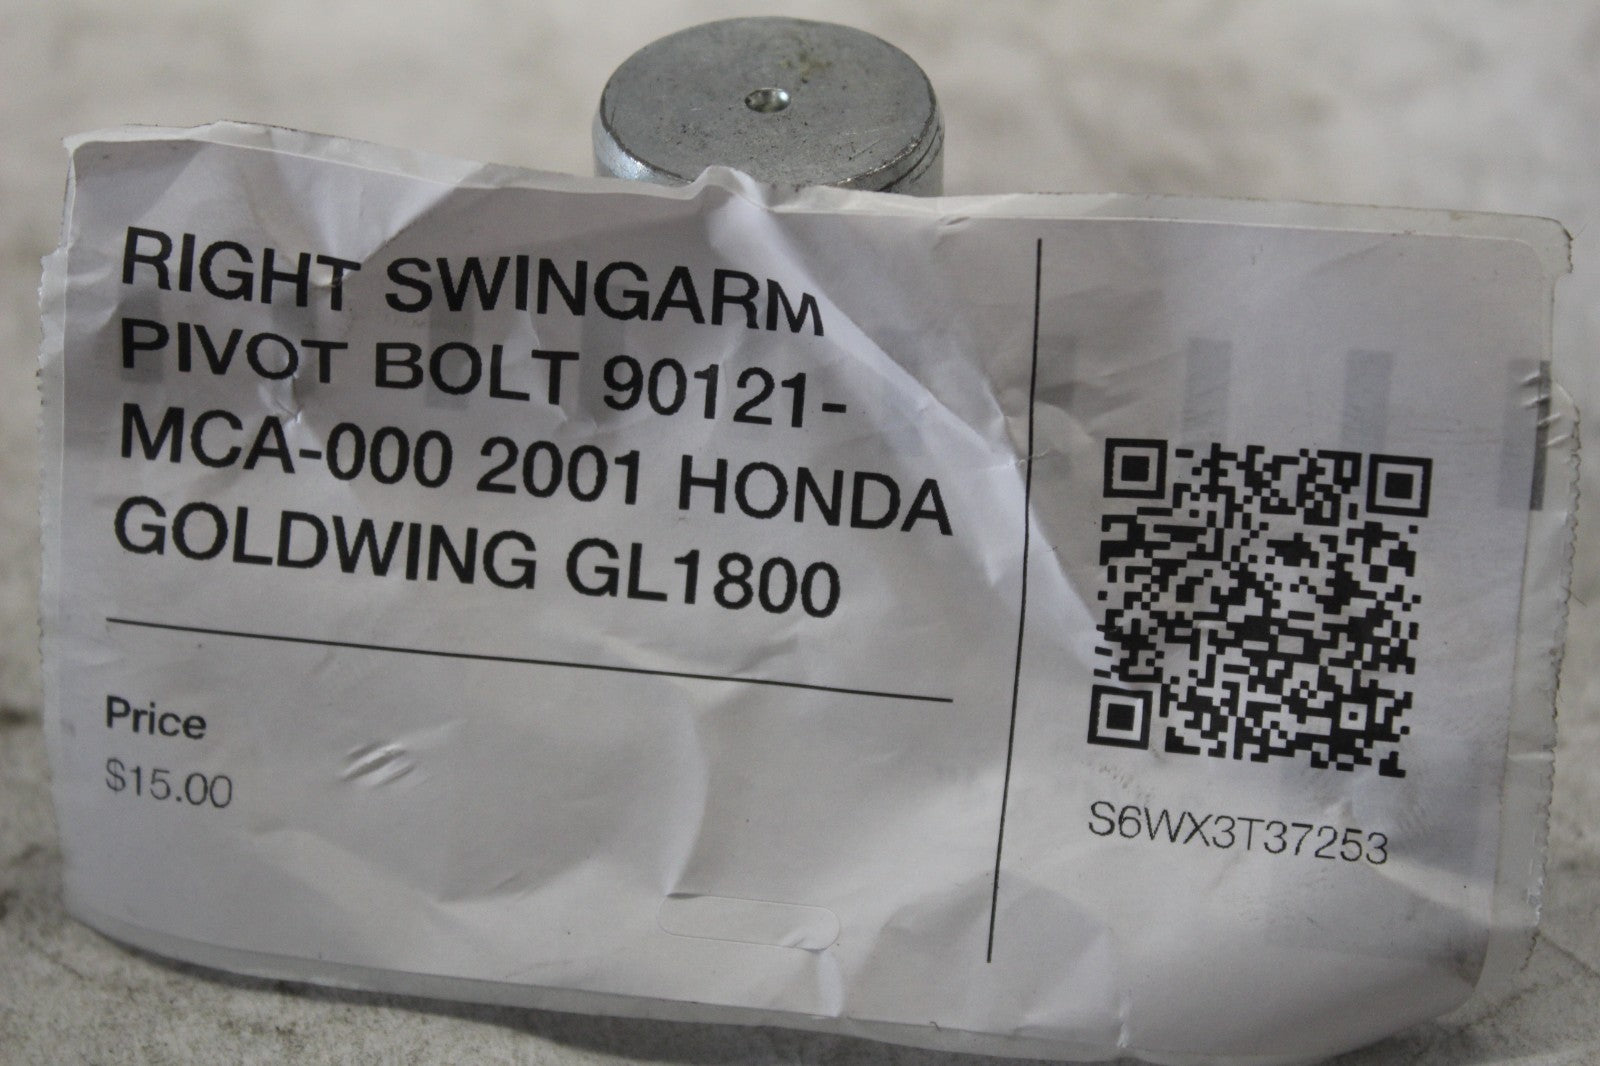 RIGHT SWINGARM
PIVOT BOLT 90121-
MCA-000 2001 HONDA
GOLDWING GL1800
Price
$15.00
S6WX3T37253